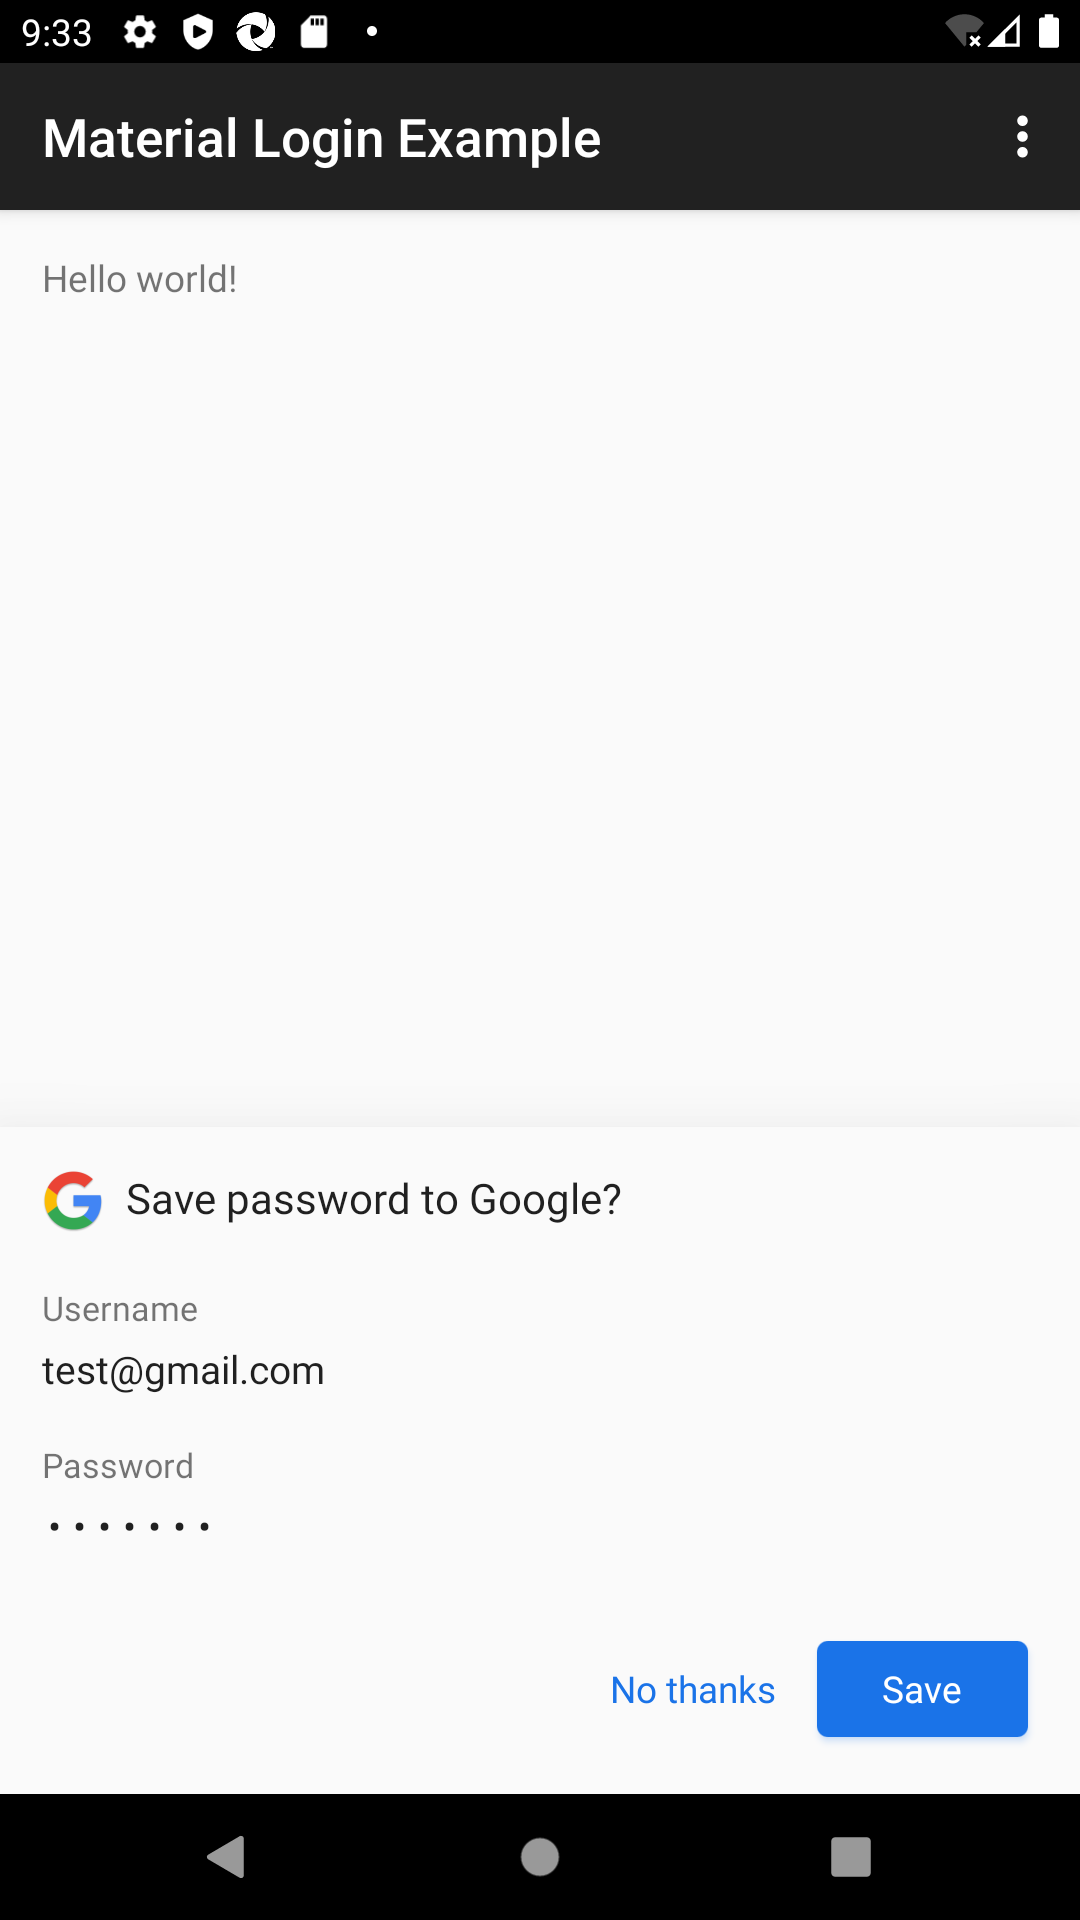 9:33
Material Login Example
Hello world!
Save password to Google?
Username
test@gmail.com
Password
•••••••
No thanks
Save